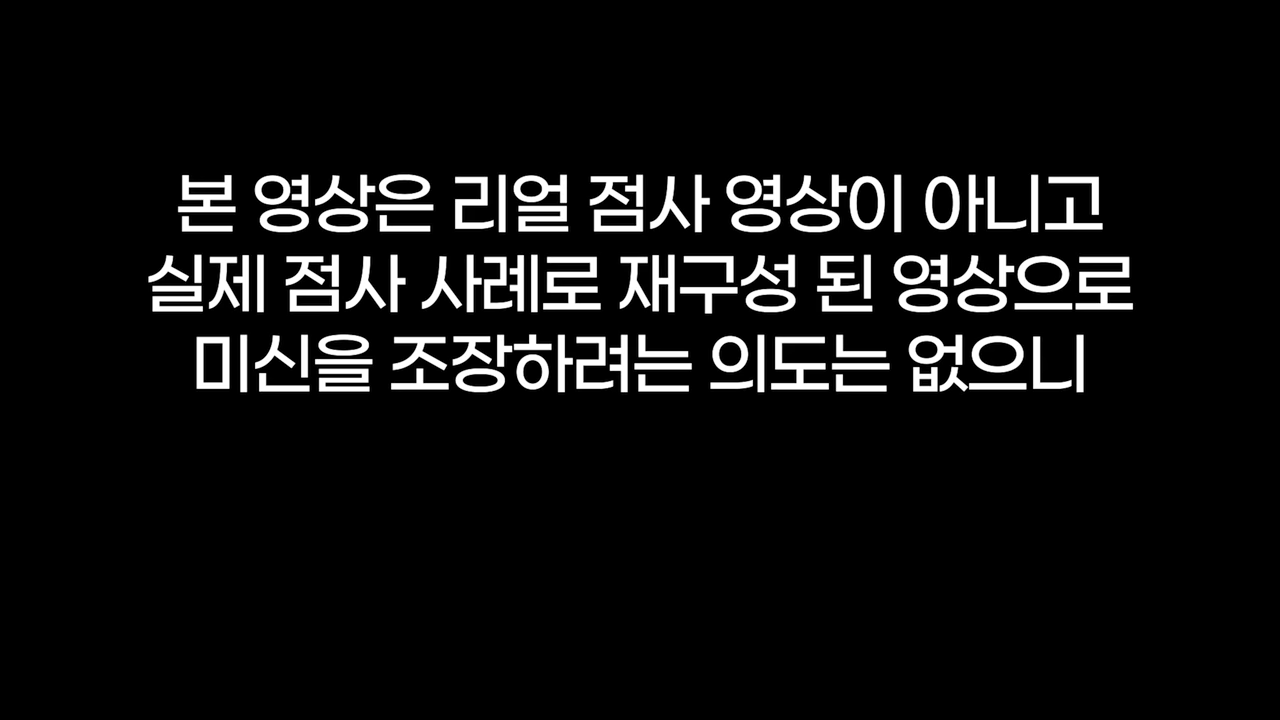 본 영상은 리얼 점사 영상이 아니고
실제 점사 사례로 재구성 된 영상으로
미신을 조장하려는 의도는 없으니